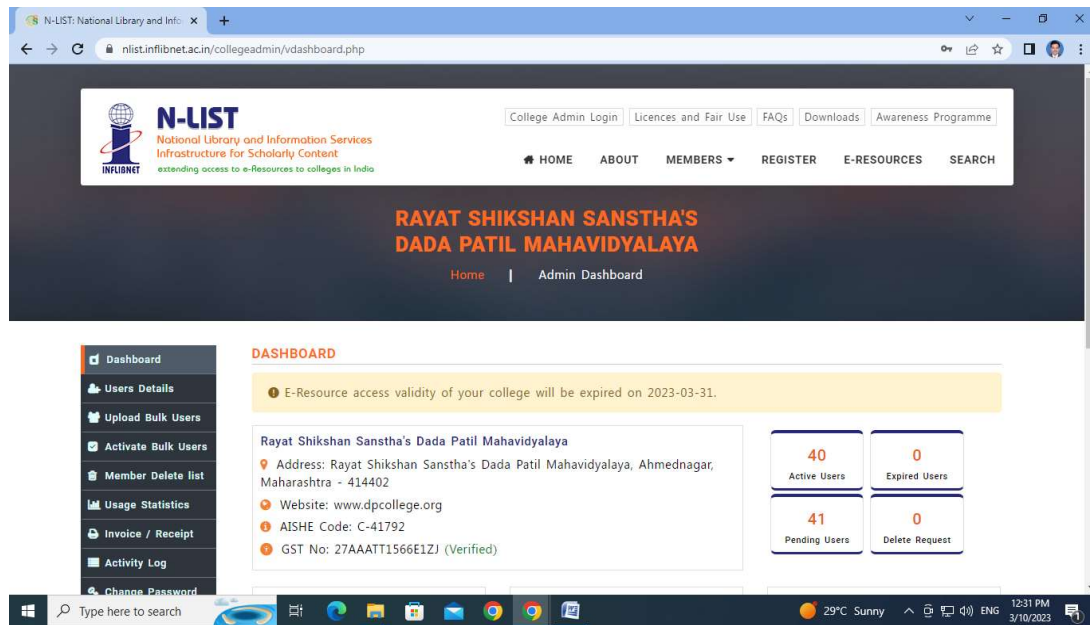 N-LIST: National Library and Info
nlist.inflibnet.ac.in/collegeadmin/vdashboard.php
INFLIBNET
N-LIST
National Library and Information Services
Infrastructure for Scholarly Content
extending access to e-Resources to colleges in India
College Admin Login Licences and Fair Use FAQs Downloads Awareness Programme
HOME ABOUT MEMBERS REGISTER E-RESOURCES SEARCH
RAYAT SHIKSHAN SANSTHA'S
DADA PATIL MAHAVIDYALAYA
Home | Admin Dashboard
Dashboard
Users Details
Upload Bulk Users
Activate Bulk Users
Member Delete list
Usage Statistics
Invoice / Receipt
Activity Log
Change Password
DASHBOARD
E-Resource access validity of your college will be expired on 2023-03-31.
Rayat Shikshan Sanstha's Dada Patil Mahavidyalaya
Address: Rayat Shikshan Sanstha's Dada Patil Mahavidyalaya, Ahmednagar,
Maharashtra - 414402
Website: www.dpcollege.org
AISHE Code: C-41792
GST No: 27AAATT1566E1ZJ (Verified)
40
Active Users
0
Expired Users
41
Pending Users
0
Delete Request
Type here to search
29°C Sunny
ENG
12:31 PM
3/10/2023